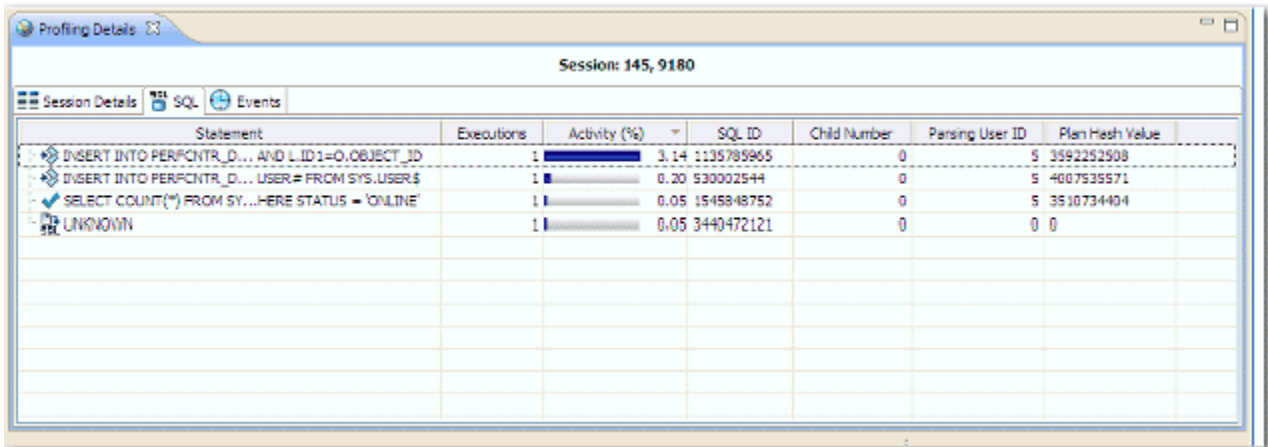 Profiling Details
Session: 145, 9180
Session Details SQL Events
Statement Executions Activity (%) SQL ID Child Number Parsing User ID Plan Hash Value
INSERT INTO PERFCNTR_D... AND L.ID1=O.OBJECT_ID 1 3.14 1135785965 0 5 3592252508
INSERT INTO PERFCNTR_D... USER# FROM SYS.USER$ 1 0.20 530002544 0 5 4007535571
SELECT COUNT(*) FROM SY...HERE STATUS = 'ONLINE' 1 0.05 1545848752 0 5 3510734404
UNKNOWN 1 0.05 3440472121 0 0 0